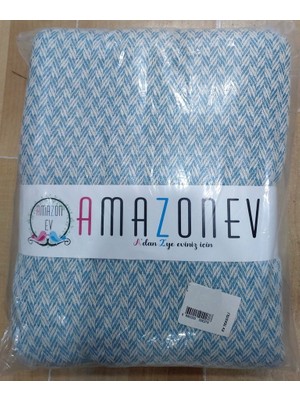 AMAZON
EV
AMAZONEV
A'dan Z'ye eviniz için